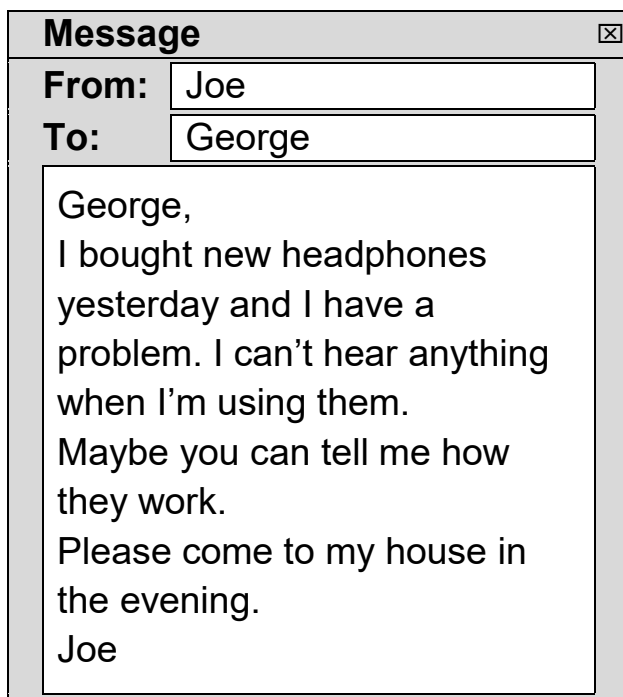 Message
From: Joe
To: George
George,
I bought new headphones
yesterday and I have a
problem. I can’t hear anything
when I’m using them.
Maybe you can tell me how
they work.
Please come to my house in
the evening.
Joe